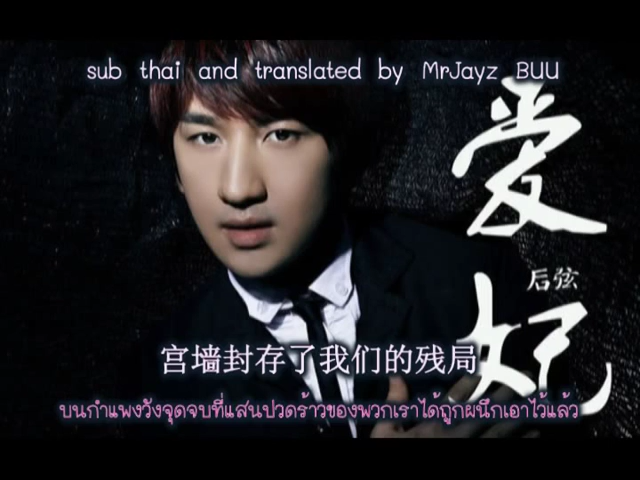 sub thai and translated by MrJayz BUU
爱妃
后弦
宫墙封存了我们的残局
บนกำแพงวังจุดจบที่แสนปวดร้าวของพวกเราได้ถูกผนึกเอาไว้แล้ว